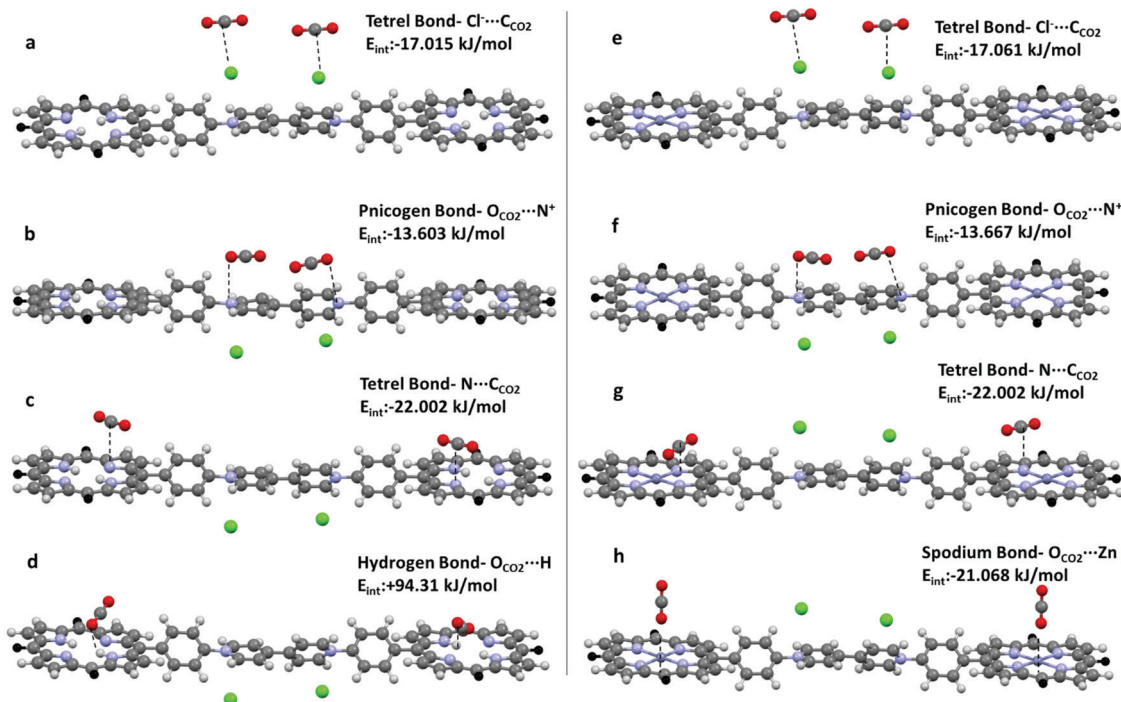 a
Tetrel Bond- Cl⁻···C_CO2
E_int:-17.015 kJ/mol
b
Pnicogen Bond- O_CO2···N⁺
E_int:-13.603 kJ/mol
c
Tetrel Bond- N···C_CO2
E_int:-22.002 kJ/mol
d
Hydrogen Bond- O_CO2···H
E_int:+94.31 kJ/mol
e
Tetrel Bond- Cl⁻···C_CO2
E_int:-17.061 kJ/mol
f
Pnicogen Bond- O_CO2···N⁺
E_int:-13.667 kJ/mol
g
Tetrel Bond- N···C_CO2
E_int:-22.002 kJ/mol
h
Spodium Bond- O_CO2···Zn
E_int:-21.068 kJ/mol